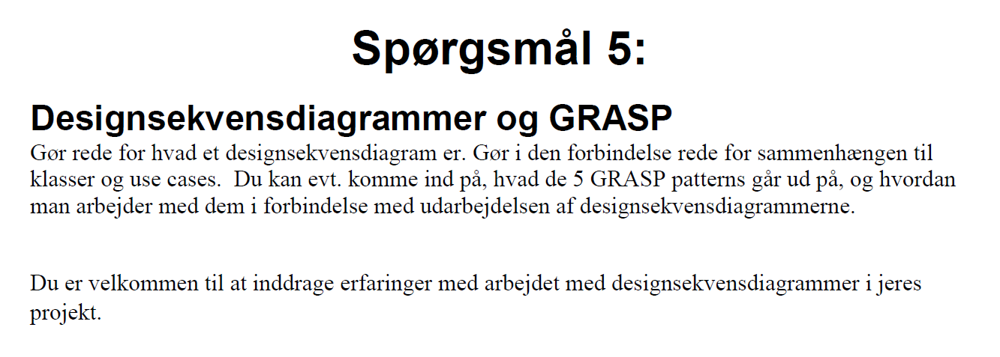 Spørgsmål 5:
Designsekvensdiagrammer og GRASP
Gør rede for hvad et designsekvensdiagram er. Gør i den forbindelse rede for sammenhængen til
klasser og use cases.  Du kan evt. komme ind på, hvad de 5 GRASP patterns går ud på, og hvordan
man arbejder med dem i forbindelse med udarbejdelsen af designsekvensdiagrammerne.
Du er velkommen til at inddrage erfaringer med arbejdet med designsekvensdiagrammer i jeres
projekt.